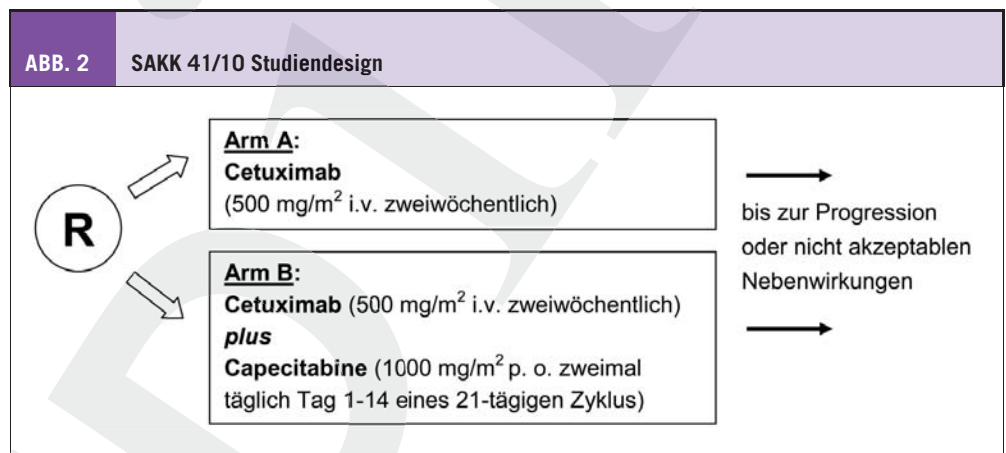 ABB. 2 SAKK 41/10 Studiendesign
R
Arm A:
Cetuximab
(500 mg/m² i.v. zweiwöchentlich)
Arm B:
Cetuximab (500 mg/m² i.v. zweiwöchentlich)
plus
Capecitabine (1000 mg/m² p. o. zweimal
täglich Tag 1-14 eines 21-tägigen Zyklus)
bis zur Progression
oder nicht akzeptablen
Nebenwirkungen